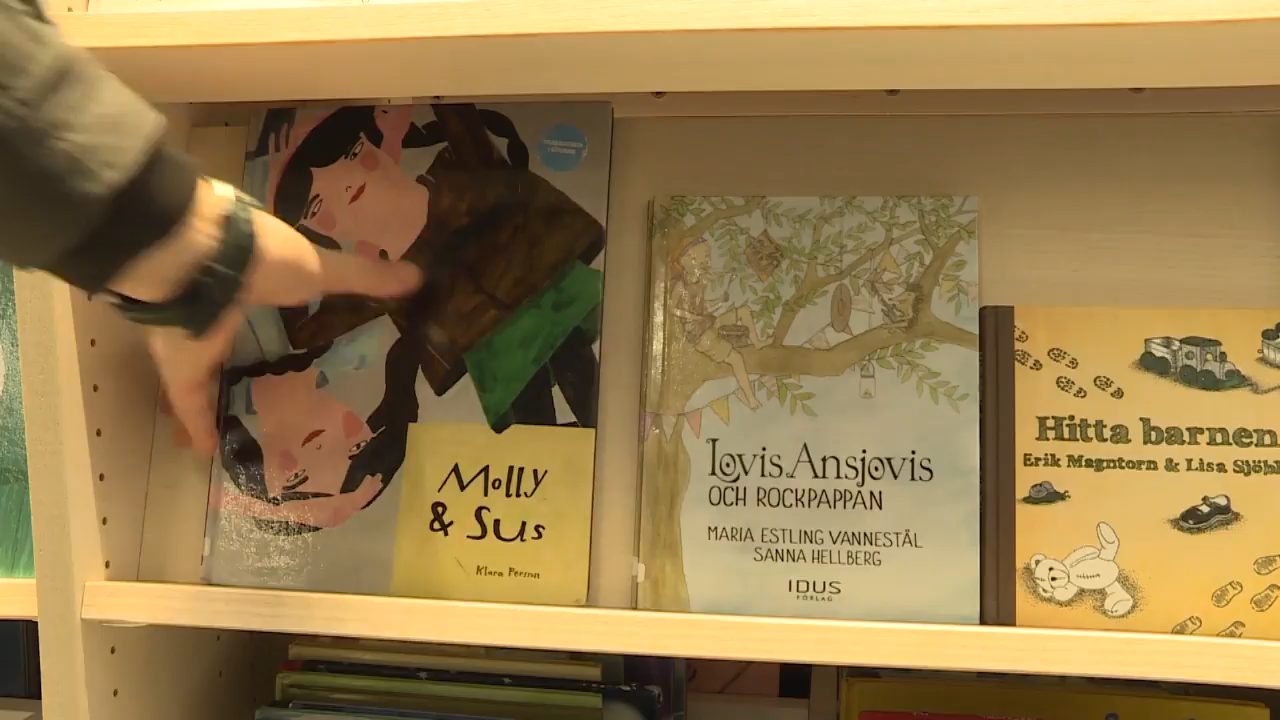 Molly
& Sus
Klara Persson
Lovis Ansjovis
OCH ROCKPAPPAN
MARIA ESTLING VANNESTÅL
SANNA HELLBERG
IDUS
FÖRLAG
Hitta barnen
Erik Magntorn & Lisa Sjöbl